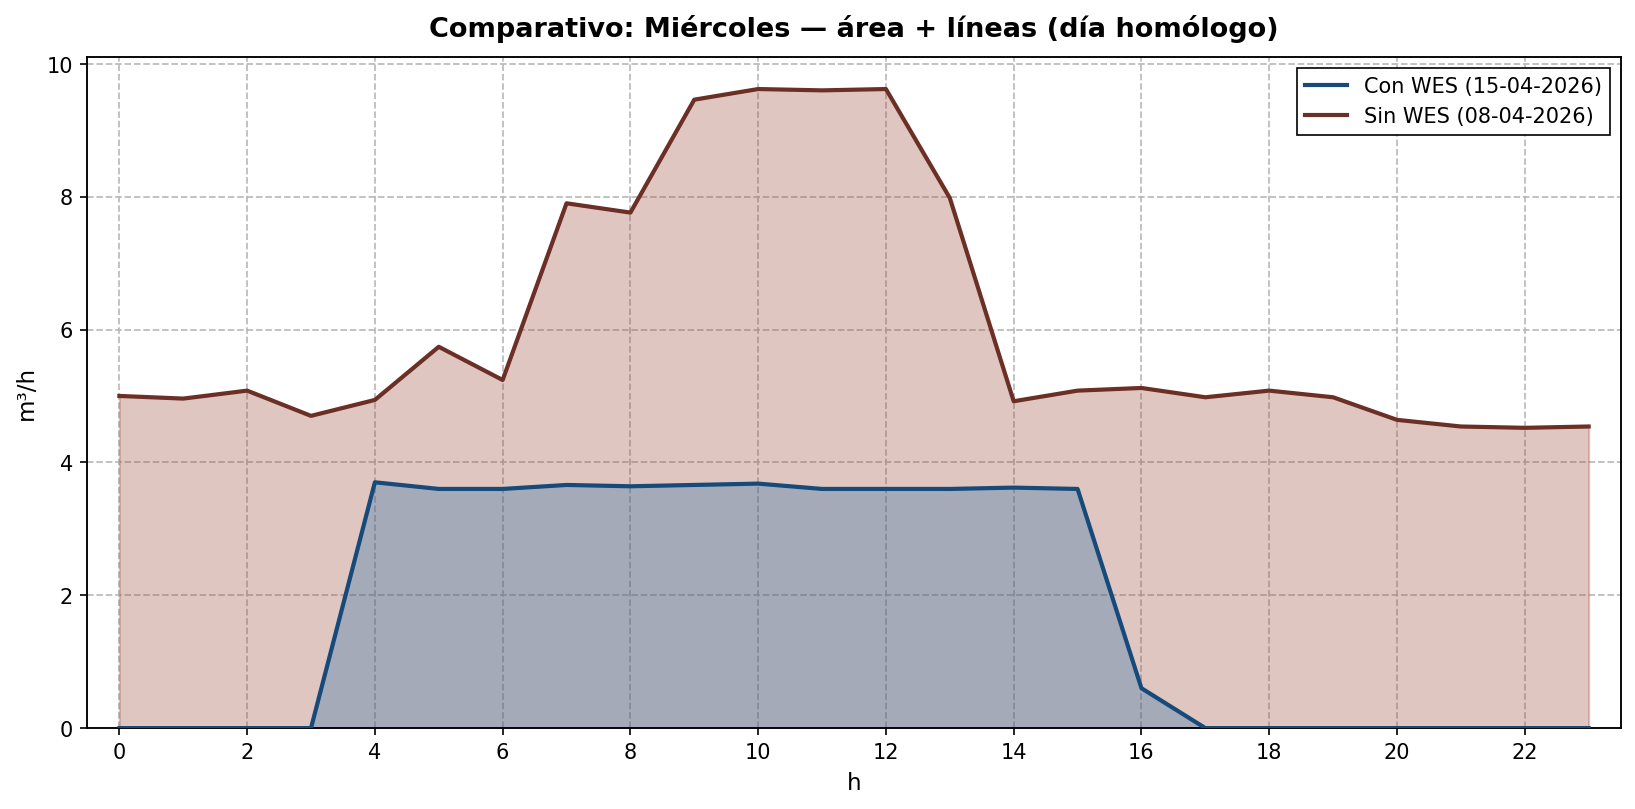 Comparativo: Miércoles — área + líneas (día homólogo)
Con WES (15-04-2026)
Sin WES (08-04-2026)
m³/h
10
8
6
4
2
0
0 2 4 6 8 10 12 14 16 18 20 22
h